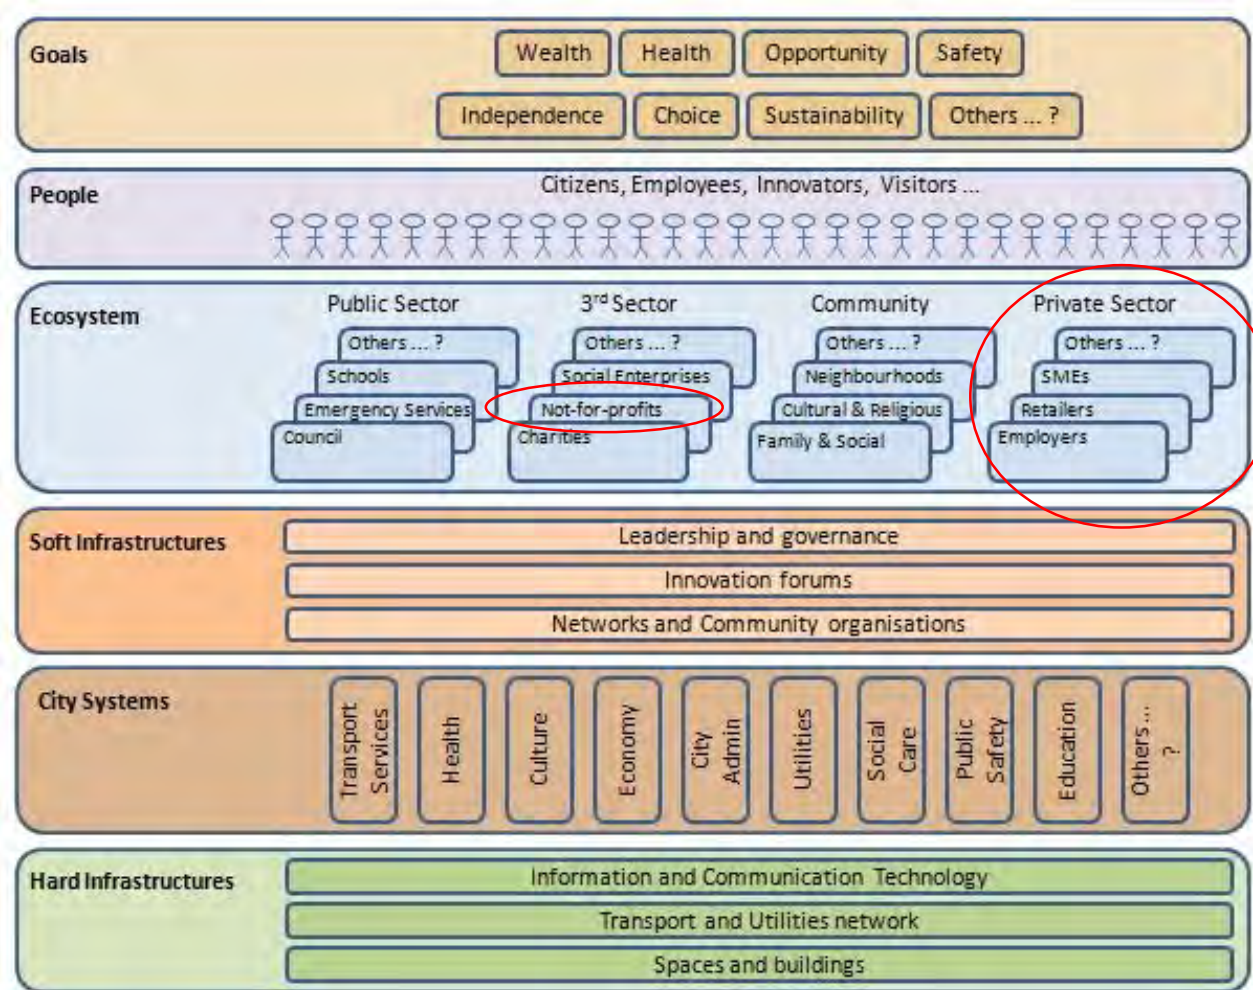 Goals
Wealth Health Opportunity Safety
Independence Choice Sustainability Others ... ?
People
Citizens, Employees, Innovators, Visitors ...
Ecosystem
Public Sector
Others ... ?
Schools
Emergency Services
Council
3rd Sector
Others ... ?
Social Enterprises
Not-for-profits
Charities
Community
Others ... ?
Neighbourhoods
Cultural & Religious
Family & Social
Private Sector
Others ... ?
SMEs
Retailers
Employers
Soft Infrastructures
Leadership and governance
Innovation forums
Networks and Community organisations
City Systems
Transport
Services
Health
Culture
Economy
City
Admin
Utilities
Social
Care
Public
Safety
Education
Others ...
?
Hard Infrastructures
Information and Communication Technology
Transport and Utilities network
Spaces and buildings